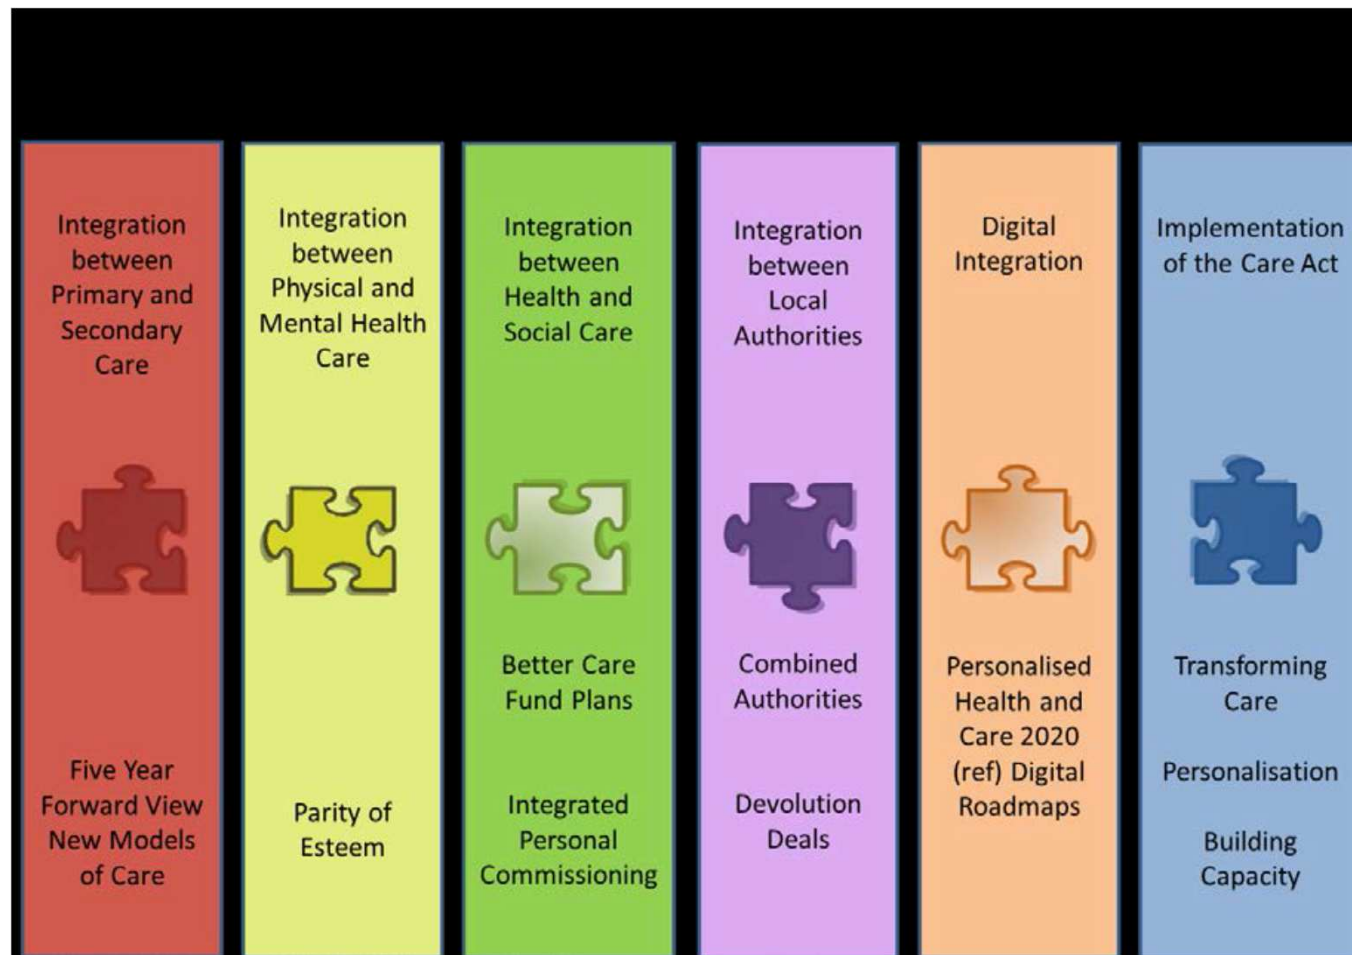 Integration
between
Primary and
Secondary
Care
Five Year
Forward View
New Models
of Care
Integration
between
Physical and
Mental Health
Care
Parity of
Esteem
Integration
between
Health and
Social Care
Better Care
Fund Plans
Integrated
Personal
Commissioning
Integration
between
Local
Authorities
Combined
Authorities
Devolution
Deals
Digital
Integration
Personalised
Health and
Care 2020
(ref) Digital
Roadmaps
Implementation
of the Care Act
Transforming
Care
Personalisation
Building
Capacity